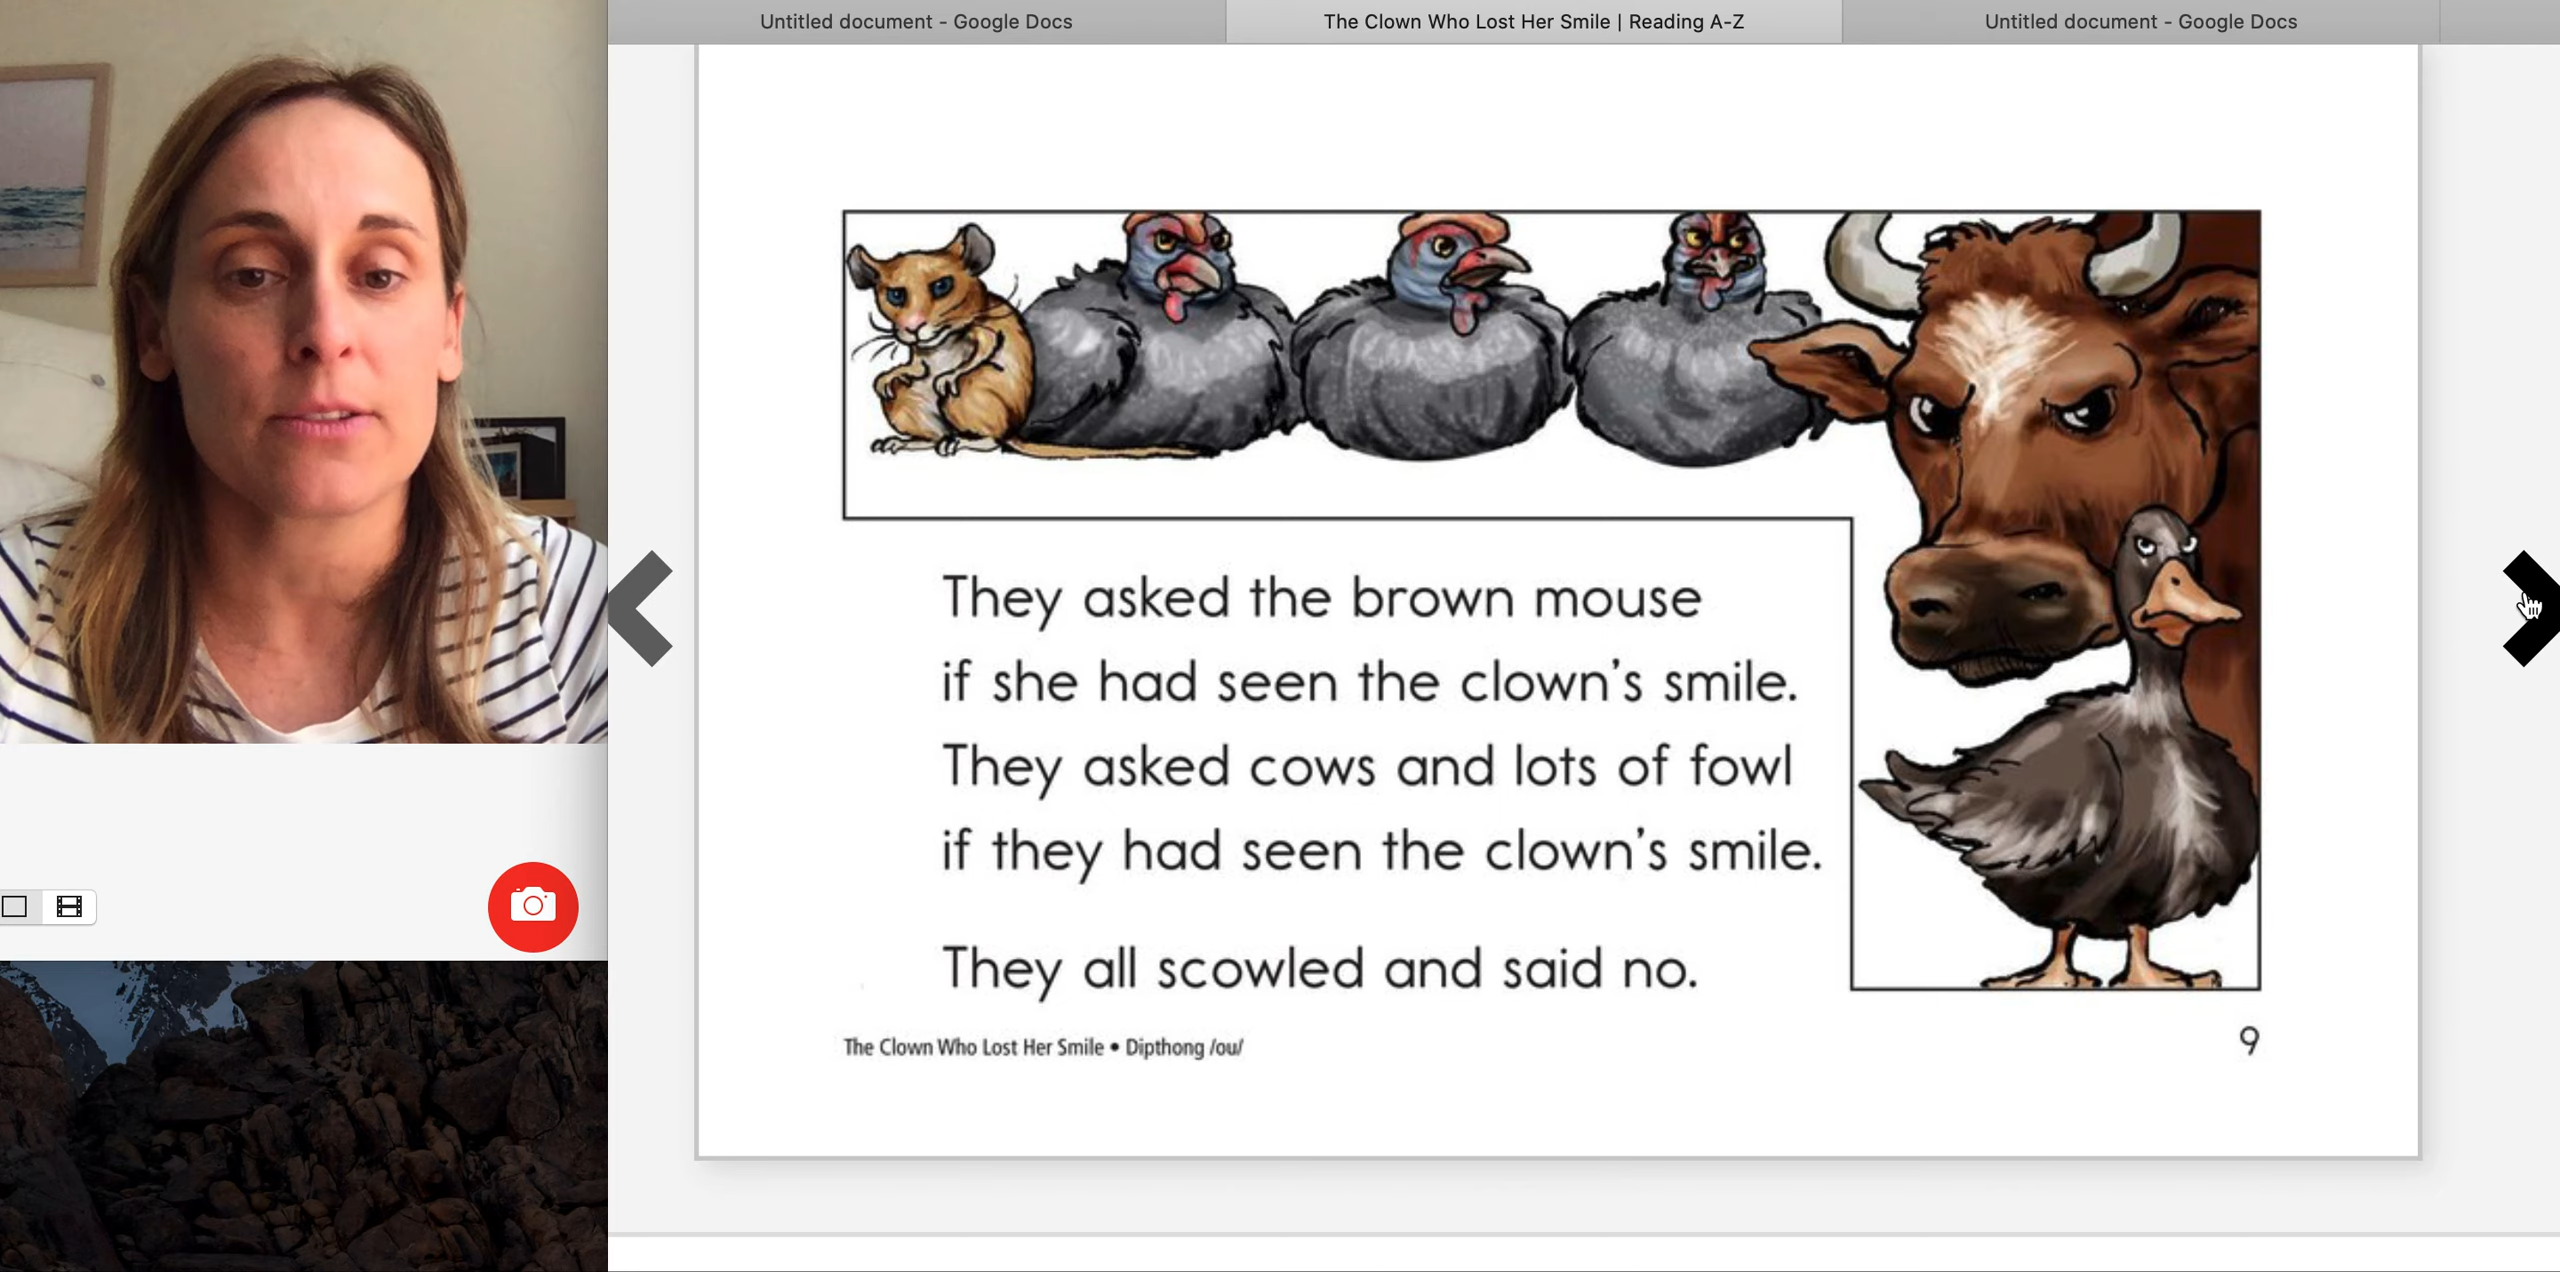 Untitled document - Google Docs
The Clown Who Lost Her Smile | Reading A-Z
Untitled document - Google Docs
They asked the brown mouse
if she had seen the clown's smile.
They asked cows and lots of fowl
if they had seen the clown's smile.
They all scowled and said no.
The Clown Who Lost Her Smile • Dipthong /ou/
9